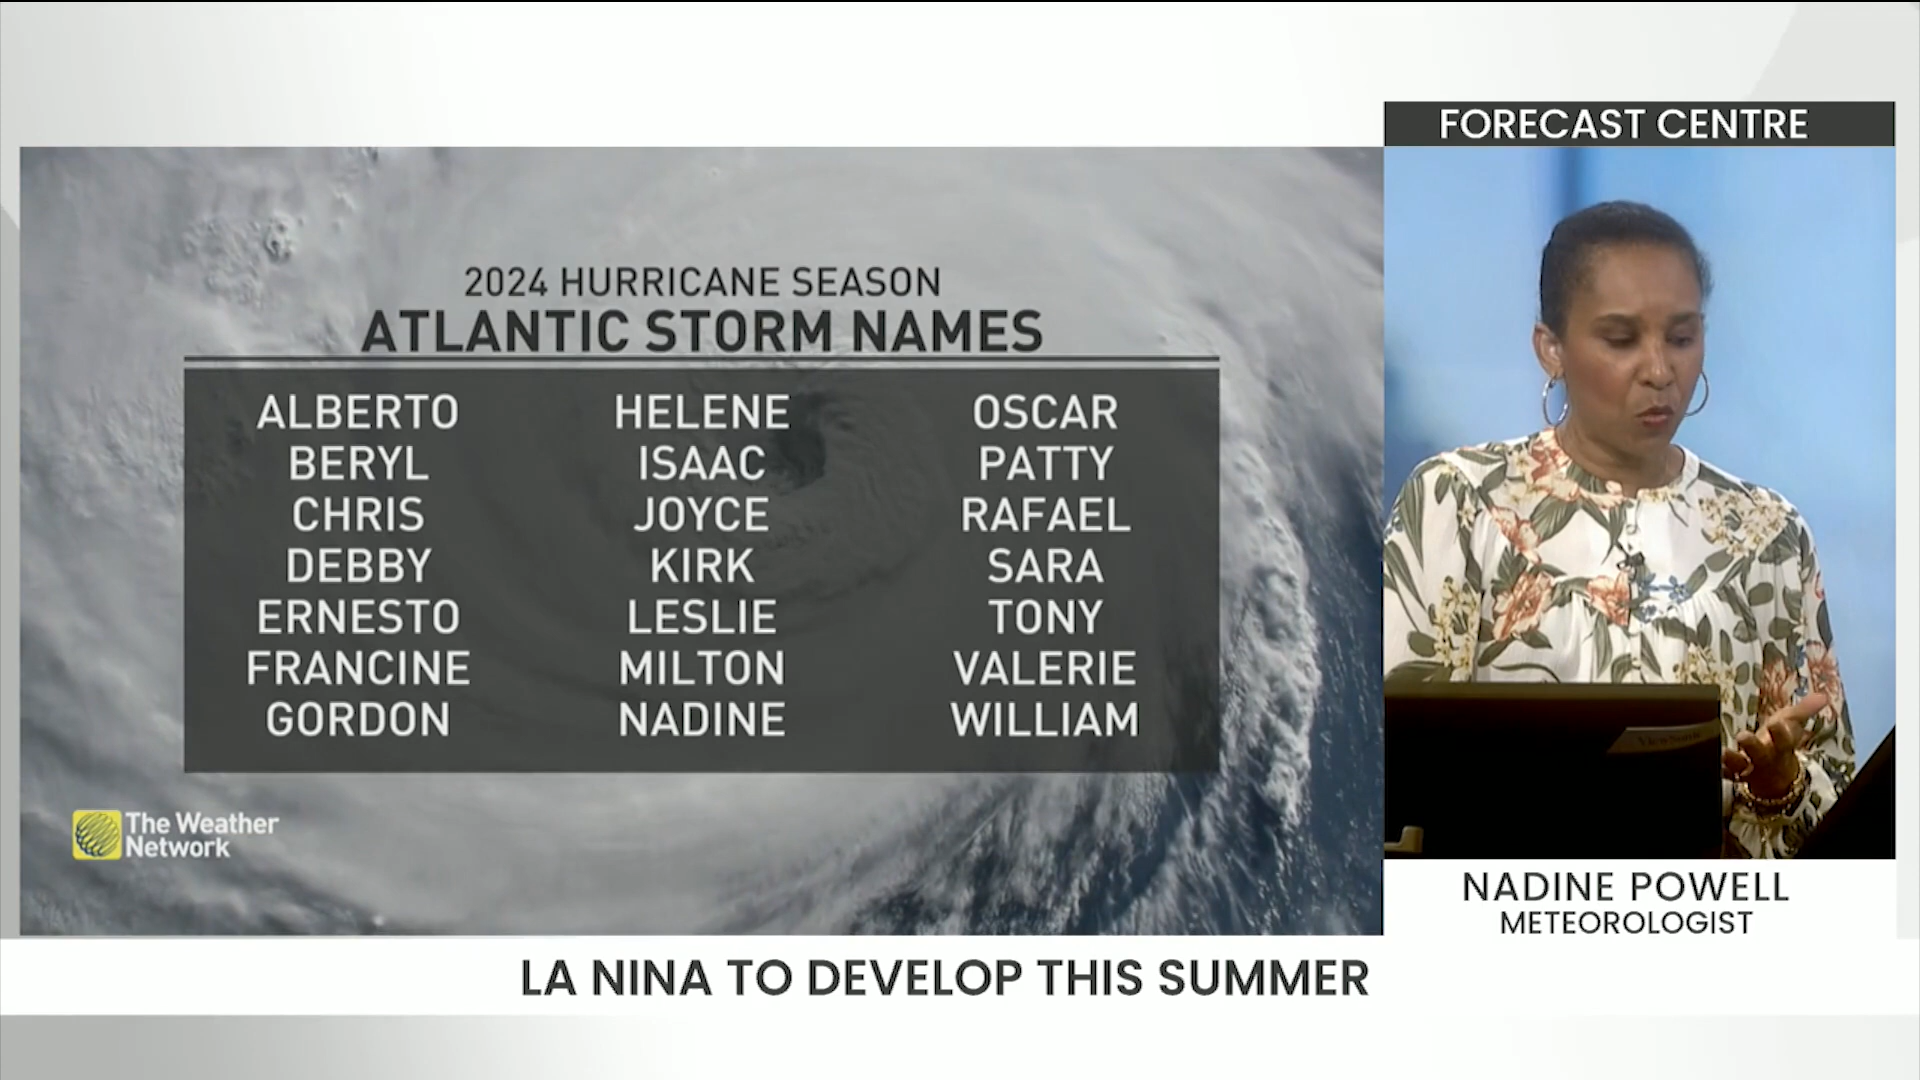 FORECAST CENTRE
2024 HURRICANE SEASON
ATLANTIC STORM NAMES
ALBERTO
BERYL
CHRIS
DEBBY
ERNESTO
FRANCINE
GORDON
HELENE
ISAAC
JOYCE
KIRK
LESLIE
MILTON
NADINE
OSCAR
PATTY
RAFAEL
SARA
TONY
VALERIE
WILLIAM
The Weather
Network
NADINE POWELL
METEOROLOGIST
LA NINA TO DEVELOP THIS SUMMER